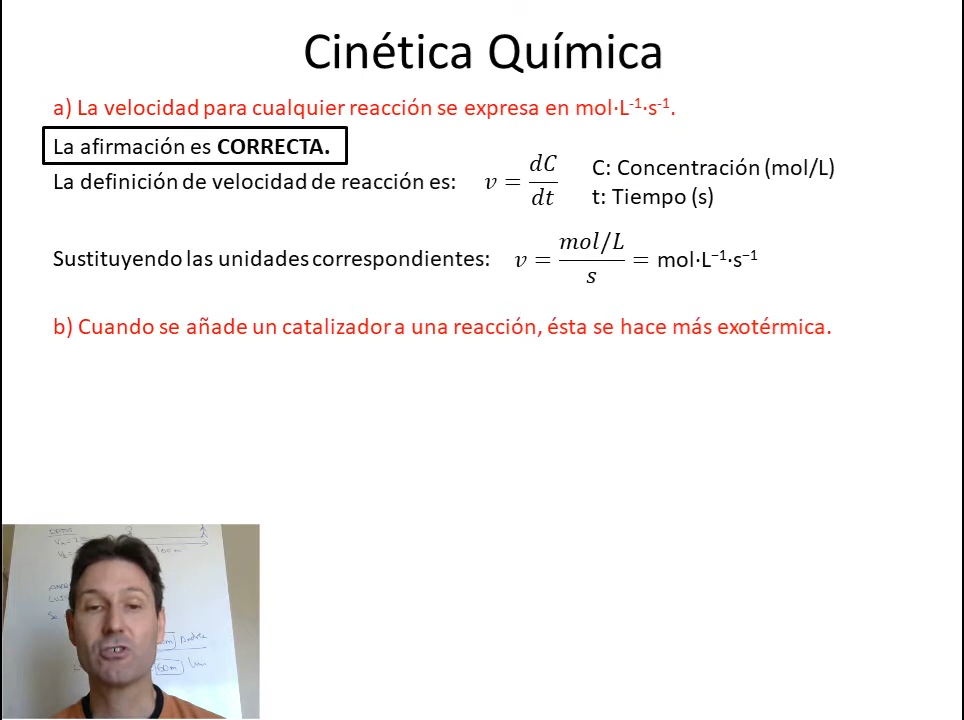 Cinética Química
a) La velocidad para cualquier reacción se expresa en mol·L⁻¹·s⁻¹.
La afirmación es CORRECTA.
La definición de velocidad de reacción es: v = dC/dt
C: Concentración (mol/L)
t: Tiempo (s)
Sustituyendo las unidades correspondientes: v = (mol/L)/s = mol·L⁻¹·s⁻¹
b) Cuando se añade un catalizador a una reacción, ésta se hace más exotérmica.